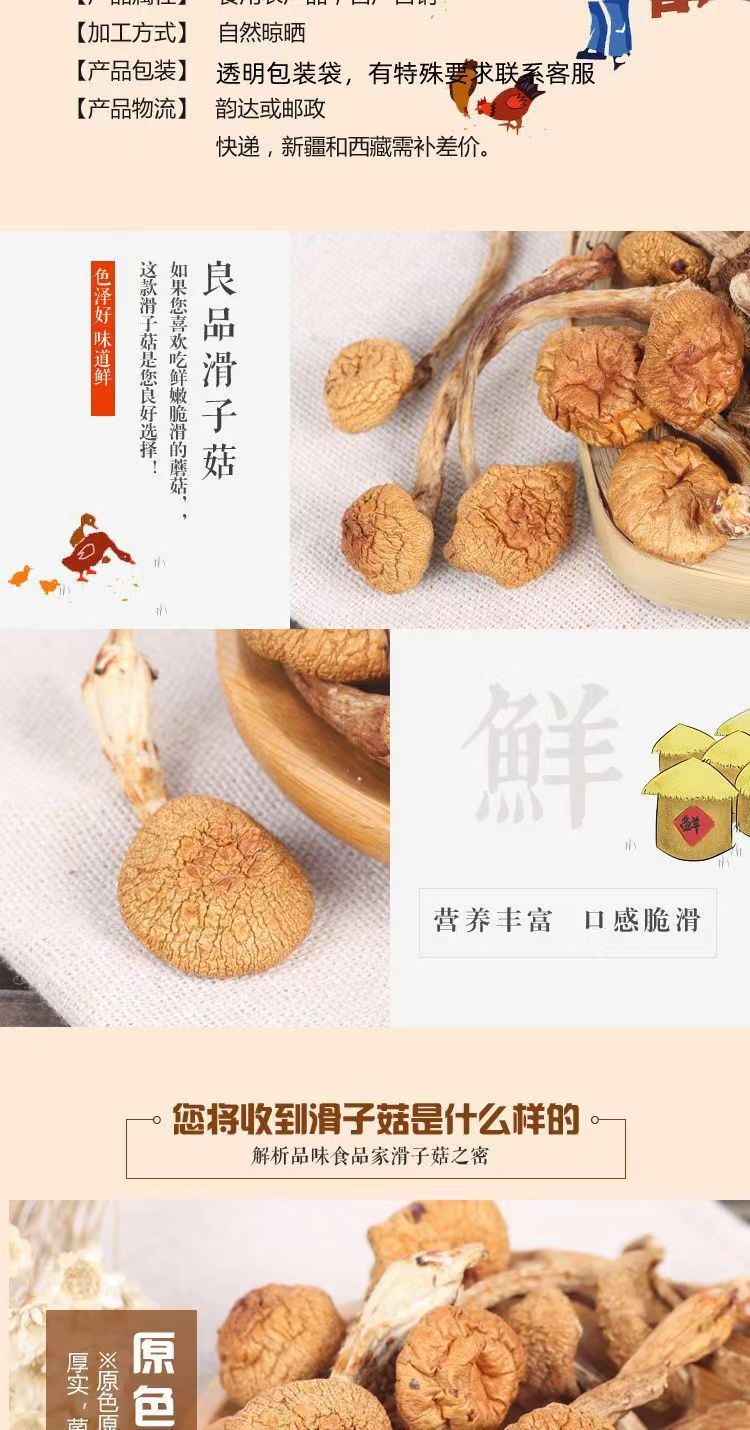 【加工方式】 自然晾晒
【产品包装】 透明包装袋，有特殊要求联系客服
【产品物流】 韵达或邮政
快递，新疆和西藏需补差价。
良品滑子菇
如果您喜欢吃鲜嫩脆滑的蘑菇，，
这款滑子菇是您良好选择！
色泽好 味道鲜
鮮
鲜
营养丰富 口感脆滑
您将收到滑子菇是什么样的
解析品味食品家滑子菇之密
原色
※原色原
厚实，菌